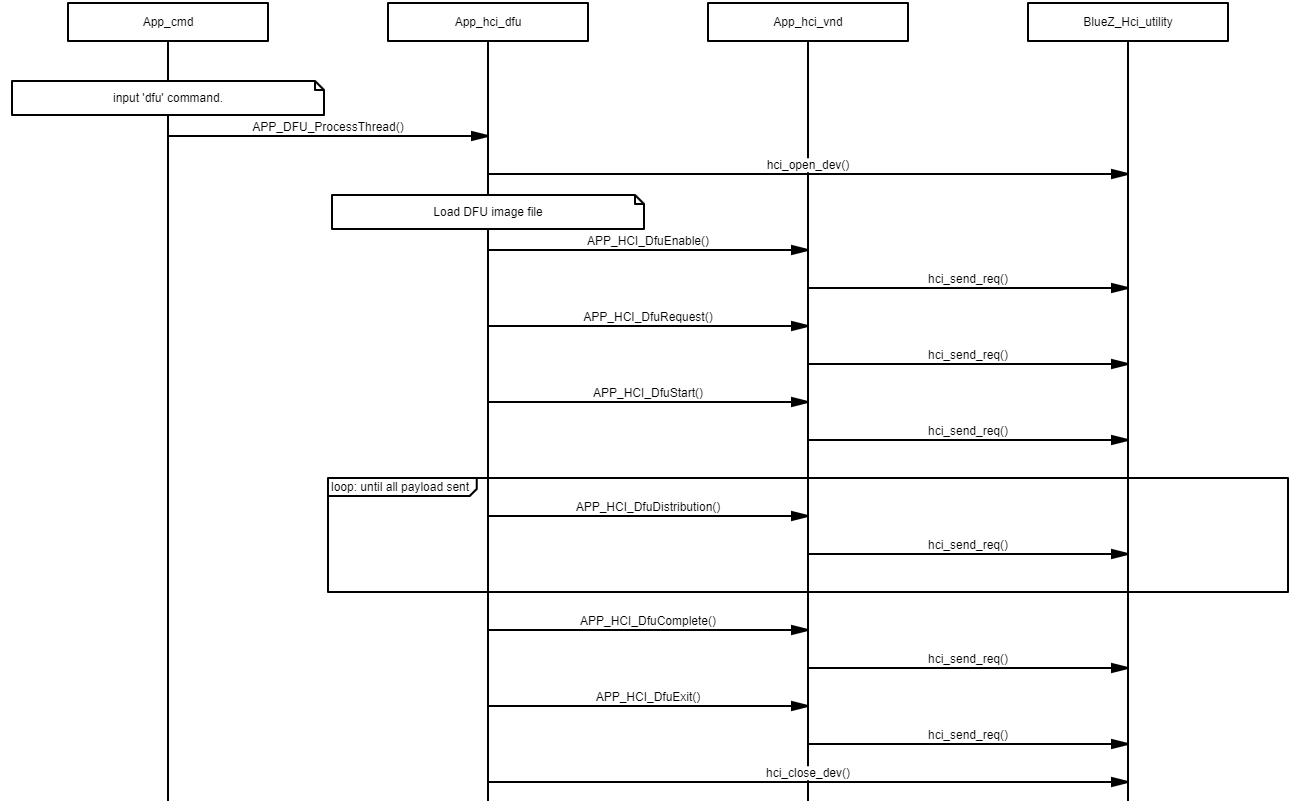 App_cmd
App_hci_dfu
App_hci_vnd
BlueZ_Hci_utility
input 'dfu' command.
APP_DFU_ProcessThread()
hci_open_dev()
Load DFU image file
APP_HCI_DfuEnable()
hci_send_req()
APP_HCI_DfuRequest()
hci_send_req()
APP_HCI_DfuStart()
hci_send_req()
loop: until all payload sent
APP_HCI_DfuDistribution()
hci_send_req()
APP_HCI_DfuComplete()
hci_send_req()
APP_HCI_DfuExit()
hci_send_req()
hci_close_dev()